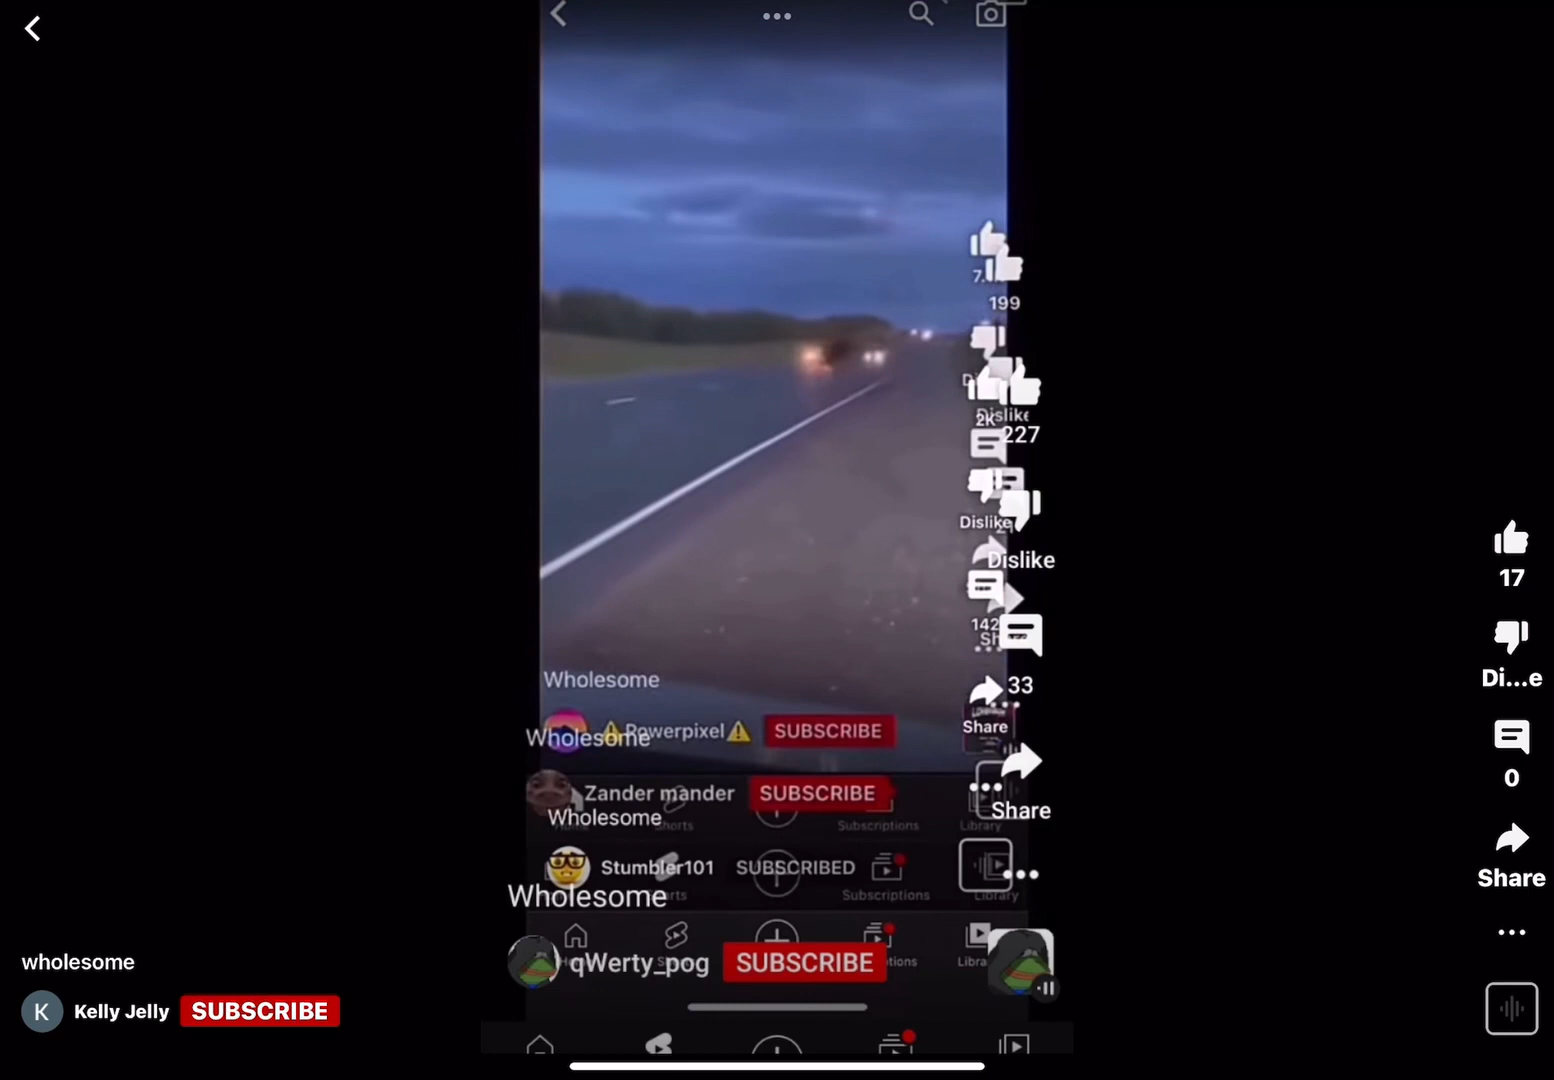 7.
199
Dislike
2K
227
Dislike
Dislike
17
142
Di...e
Sh
33
Wholesome
Share
⚠Powerpixel⚠ SUBSCRIBE
Wholesome
0
Zander mander SUBSCRIBE
Share
Wholesome
Shorts
Subscriptions
Library
Stumbler101 SUBSCRIBED
Share
Wholesome
Subscriptions
Library
wholesome
qWerty_pog SUBSCRIBE
Kelly Jelly SUBSCRIBE